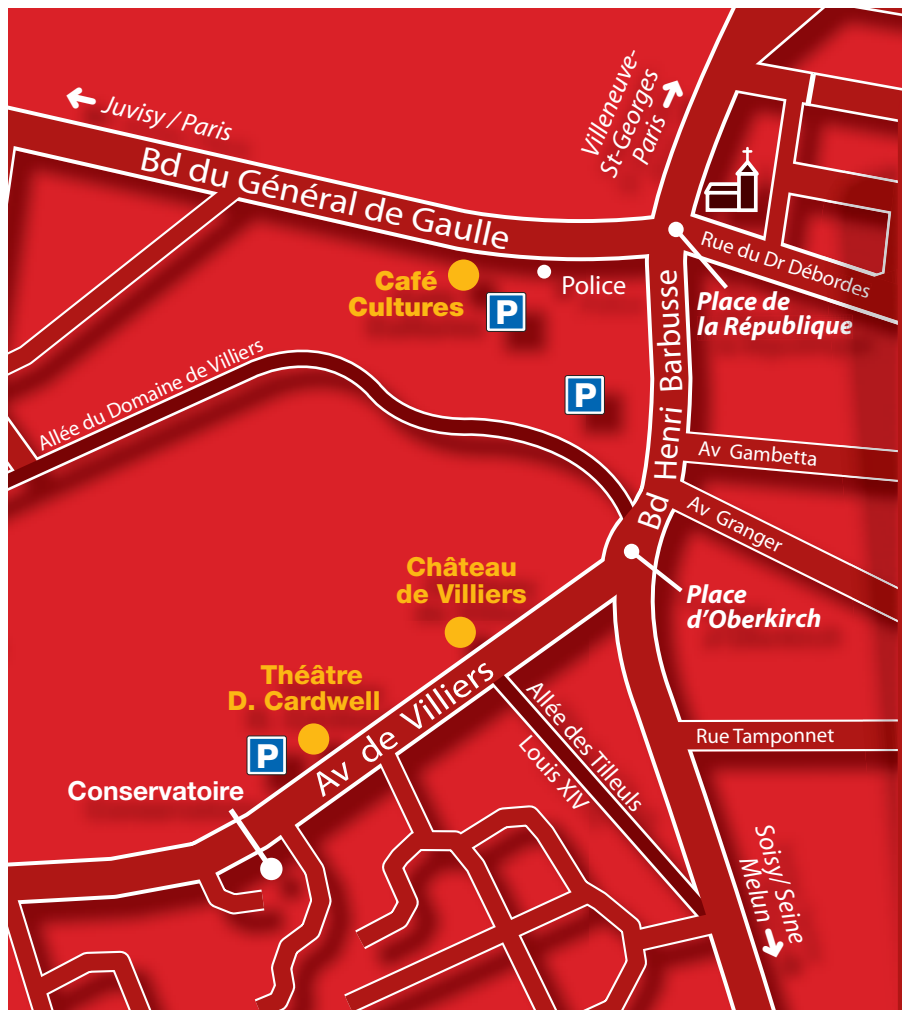 Juvisy / Paris
Villeneuve-
St-Georges
Paris
Bd du Général de Gaulle
Rue du Dr Débordes
Café
Cultures
Police
P
Place de
la République
Bd Henri Barbusse
Allée du Domaine de Villiers
P
Av Gambetta
Av Granger
Château
de Villiers
Place
d'Oberkirch
Théâtre
D. Cardwell
Av de Villiers
Allée des Tilleuls
Louis XIV
Rue Tamponnet
P
Conservatoire
Soisy/ Seine
Melun